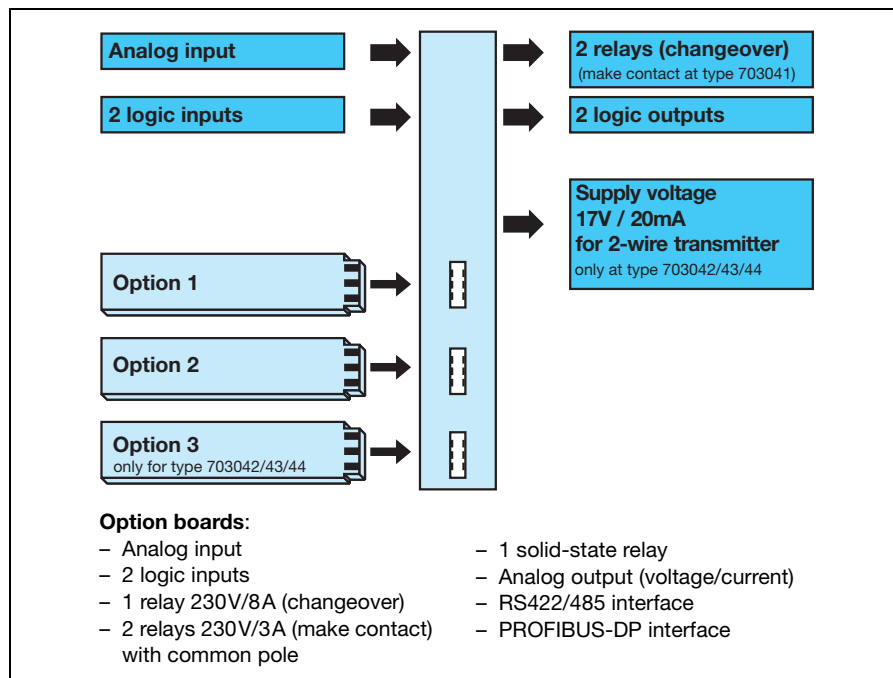 Analog input
2 relays (changeover)
(make contact at type 703041)
2 logic inputs
2 logic outputs
Supply voltage
17V / 20mA
for 2-wire transmitter
only at type 703042/43/44
Option 1
Option 2
Option 3
only for type 703042/43/44
Option boards:
– Analog input
– 2 logic inputs
– 1 relay 230V/8A (changeover)
– 2 relays 230V/3A (make contact)
with common pole
– 1 solid-state relay
– Analog output (voltage/current)
– RS422/485 interface
– PROFIBUS-DP interface